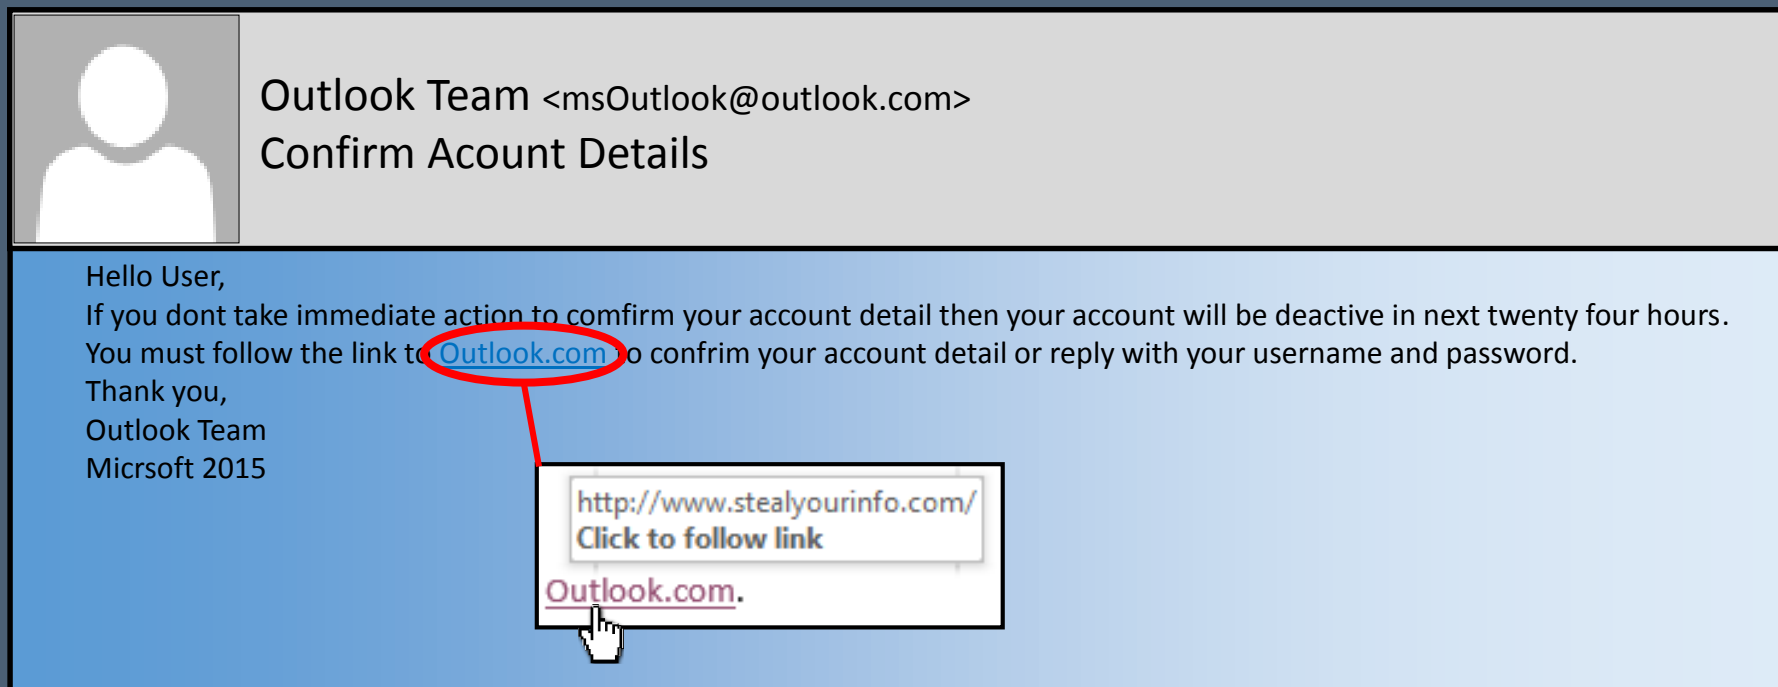 Outlook Team <msOutlook@outlook.com>
Confirm Acount Details
Hello User,
If you dont take immediate action to comfirm your account detail then your account will be deactive in next twenty four hours.
You must follow the link to Outlook.com to confrim your account detail or reply with your username and password.
Thank you,
Outlook Team
Micrsoft 2015
http://www.stealyourinfo.com/
Click to follow link
Outlook.com.